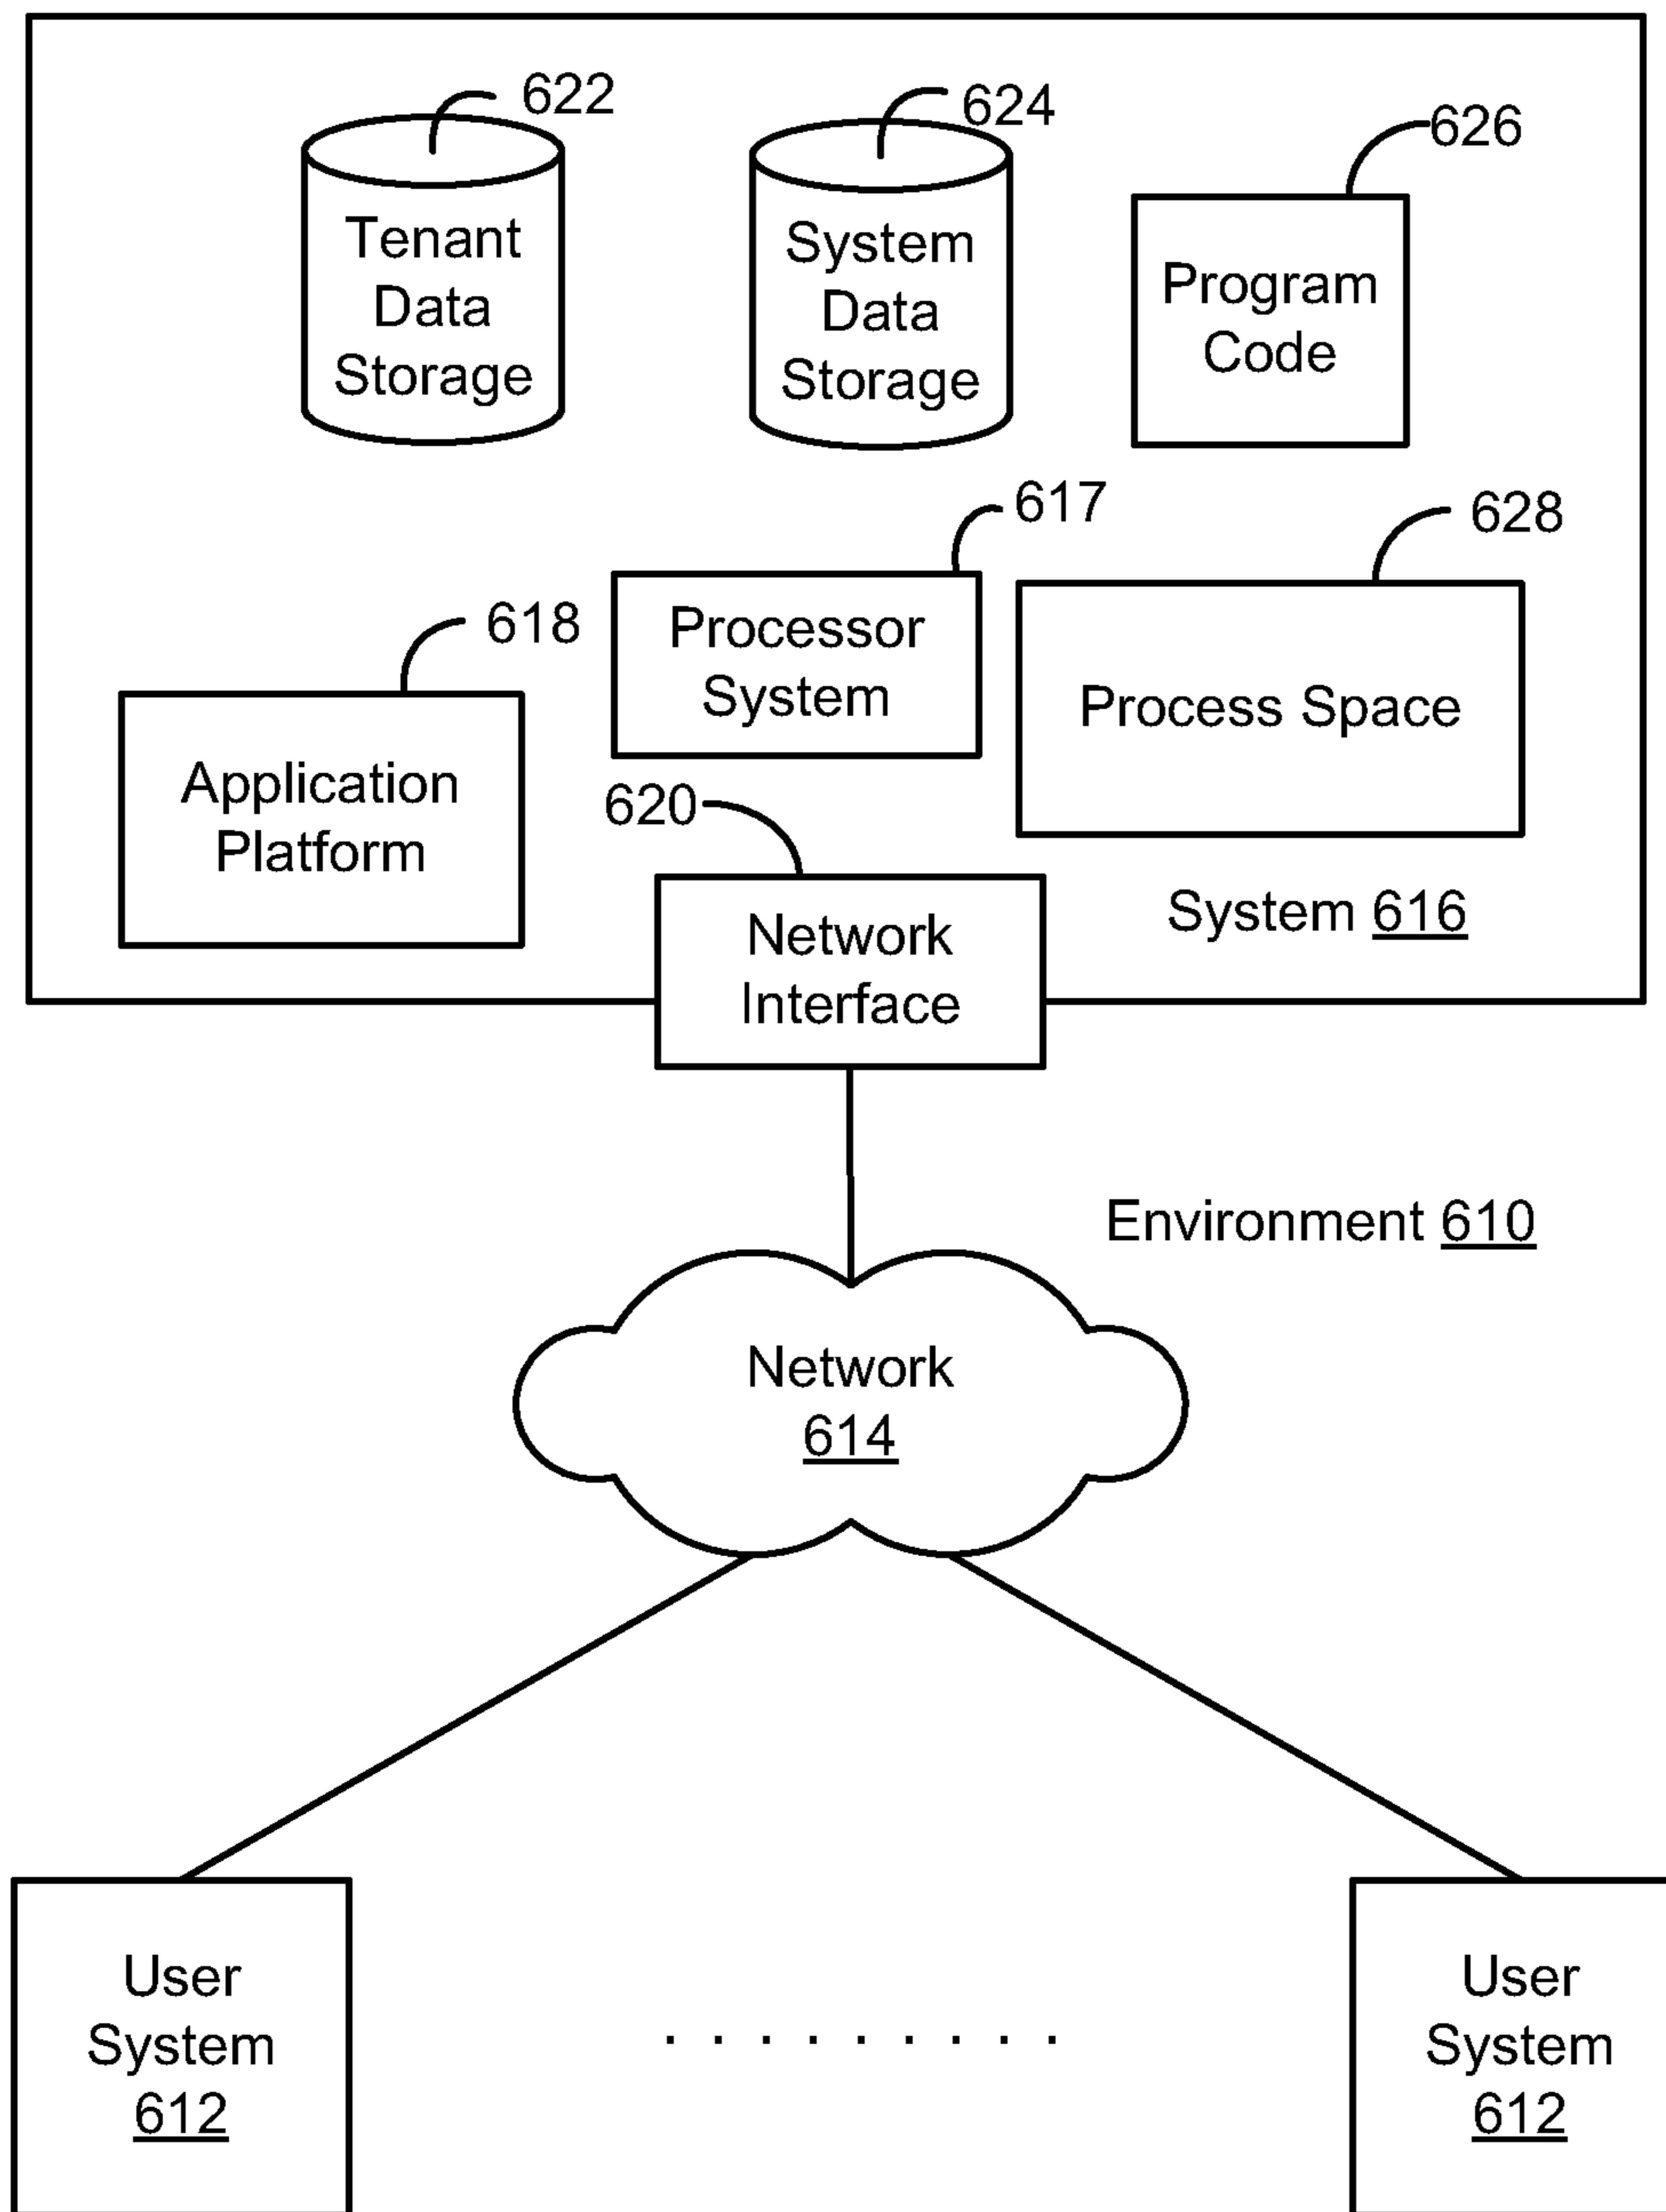 622
Tenant
Data
Storage
624
System
Data
Storage
626
Program
Code
617
Processor
System
628
Process Space
618
Application
Platform
620
Network
Interface
System 616
Environment 610
Network
614
User
System
612
. . . . . . . . .
User
System
612